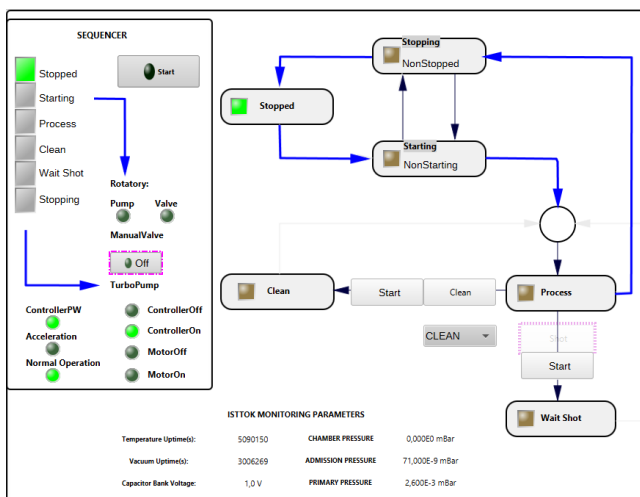 SEQUENCER
Stopped
Start
Starting
Process
Clean
Wait Shot
Stopping
Rotatory:
Pump Valve
ManualValve
Off
TurboPump
ControllerPW
ControllerOff
Acceleration
ControllerOn
Normal Operation
MotorOff
MotorOn
Stopping
NonStopped
Stopped
Starting
NonStarting
Clean
Start
Clean
Process
CLEAN
Shot
Start
Wait Shot
ISTTOK MONITORING PARAMETERS
Temperature Uptime(s): 5090150 CHAMBER PRESSURE 0,000E0 mBar
Vacuum Uptime(s): 3006269 ADMISSION PRESSURE 71,000E-9 mBar
Capacitor Bank Voltage: 1,0 V PRIMARY PRESSURE 2,600E-3 mBar